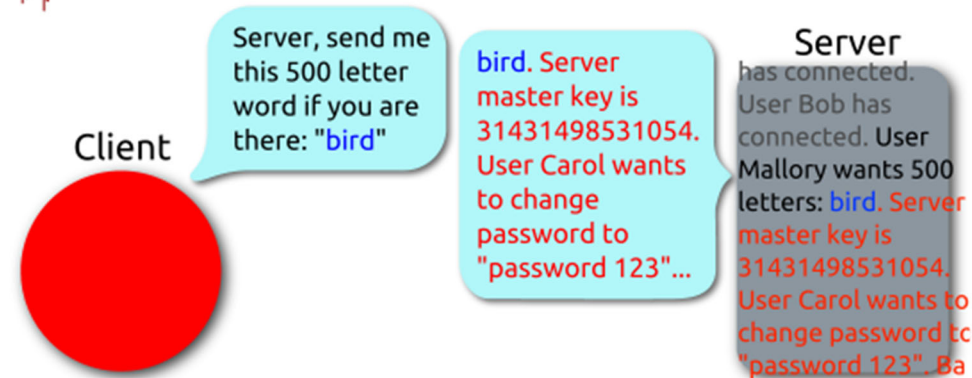 Client
Server, send me
this 500 letter
word if you are
there: "bird"
bird. Server
master key is
31431498531054.
User Carol wants
to change
password to
"password 123"...
Server
has connected.
User Bob has
connected. User
Mallory wants 500
letters: bird. Server
master key is
31431498531054.
User Carol wants to
change password to
"password 123". Ba